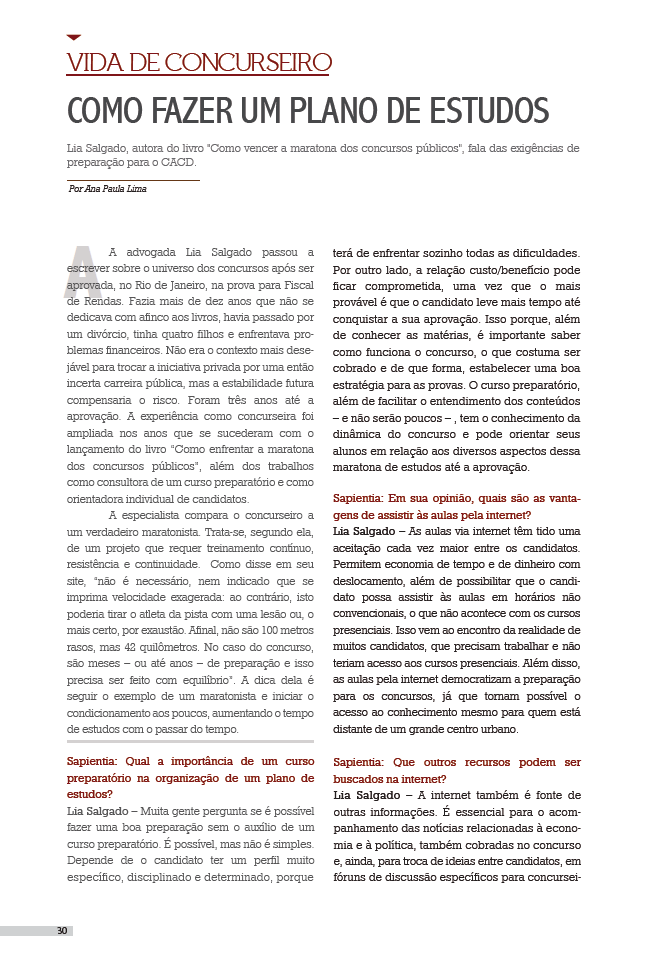 VIDA DE CONCURSEIRO
COMO FAZER UM PLANO DE ESTUDOS
Lia Salgado, autora do livro "Como vencer a maratona dos concursos públicos", fala das exigências de
preparação para o CACD.
Por Ana Paula Lima
A
A advogada Lia Salgado passou a
escrever sobre o universo dos concursos após ser
aprovada, no Rio de Janeiro, na prova para Fiscal
de Rendas. Fazia mais de dez anos que não se
dedicava com afinco aos livros, havia passado por
um divórcio, tinha quatro filhos e enfrentava pro-
blemas financeiros. Não era o contexto mais dese-
jável para trocar a iniciativa privada por uma então
incerta carreira pública, mas a estabilidade futura
compensaria o risco. Foram três anos até a
aprovação. A experiência como concurseira foi
ampliada nos anos que se sucederam com o
lançamento do livro "Como enfrentar a maratona
dos concursos públicos", além dos trabalhos
como consultora de um curso preparatório e como
orientadora individual de candidatos.
A especialista compara o concurseiro a
um verdadeiro maratonista. Trata-se, segundo ela,
de um projeto que requer treinamento contínuo,
resistência e continuidade. Como disse em seu
site, "não é necessário, nem indicado que se
imprima velocidade exagerada: ao contrário, isto
poderia tirar o atleta da pista com uma lesão ou, o
mais certo, por exaustão. Afinal, não são 100 metros
rasos, mas 42 quilômetros. No caso do concurso,
são meses – ou até anos – de preparação e isso
precisa ser feito com equilíbrio". A dica dela é
seguir o exemplo de um maratonista e iniciar o
condicionamento aos poucos, aumentando o tempo
de estudos com o passar do tempo.
Sapientia: Qual a importância de um curso
preparatório na organização de um plano de
estudos?
Lia Salgado – Muita gente pergunta se é possível
fazer uma boa preparação sem o auxílio de um
curso preparatório. É possível, mas não é simples.
Depende de o candidato ter um perfil muito
específico, disciplinado e determinado, porque
terá de enfrentar sozinho todas as dificuldades.
Por outro lado, a relação custo/benefício pode
ficar comprometida, uma vez que o mais
provável é que o candidato leve mais tempo até
conquistar a sua aprovação. Isso porque, além
de conhecer as matérias, é importante saber
como funciona o concurso, o que costuma ser
cobrado e de que forma, estabelecer uma boa
estratégia para as provas. O curso preparatório,
além de facilitar o entendimento dos conteúdos
– e não serão poucos – , tem o conhecimento da
dinâmica do concurso e pode orientar seus
alunos em relação aos diversos aspectos dessa
maratona de estudos até a aprovação.
Sapientia: Em sua opinião, quais são as vanta-
gens de assistir às aulas pela internet?
Lia Salgado – As aulas via internet têm tido uma
aceitação cada vez maior entre os candidatos.
Permitem economia de tempo e de dinheiro com
deslocamento, além de possibilitar que o candi-
dato possa assistir às aulas em horários não
convencionais, o que não acontece com os cursos
presenciais. Isso vem ao encontro da realidade de
muitos candidatos, que precisam trabalhar e não
teriam acesso aos cursos presenciais. Além disso,
as aulas pela internet democratizam a preparação
para os concursos, já que tornam possível o
acesso ao conhecimento mesmo para quem está
distante de um grande centro urbano.
Sapientia: Que outros recursos podem ser
buscados na internet?
Lia Salgado – A internet também é fonte de
outras informações. É essencial para o acom-
panhamento das notícias relacionadas à econo-
mia e à política, também cobradas no concurso
e, ainda, para troca de ideias entre candidatos, em
fóruns de discussão específicos para concursei-
30